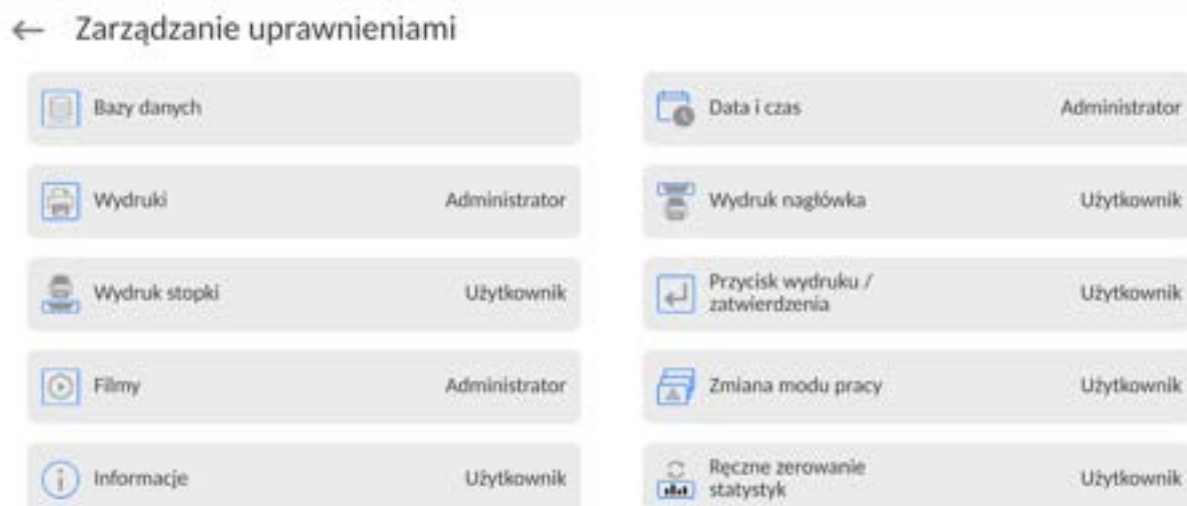 Zarządzanie uprawnieniami
Bazy danych
Data i czas Administrator
Wydruki Administrator
Wydruk nagłówka Użytkownik
Wydruk stopki Użytkownik
Przycisk wydruku /
zatwierdzenia Użytkownik
Filmy Administrator
Zmiana modu pracy Użytkownik
Informacje Użytkownik
Ręczne zerowanie
statystyk Użytkownik